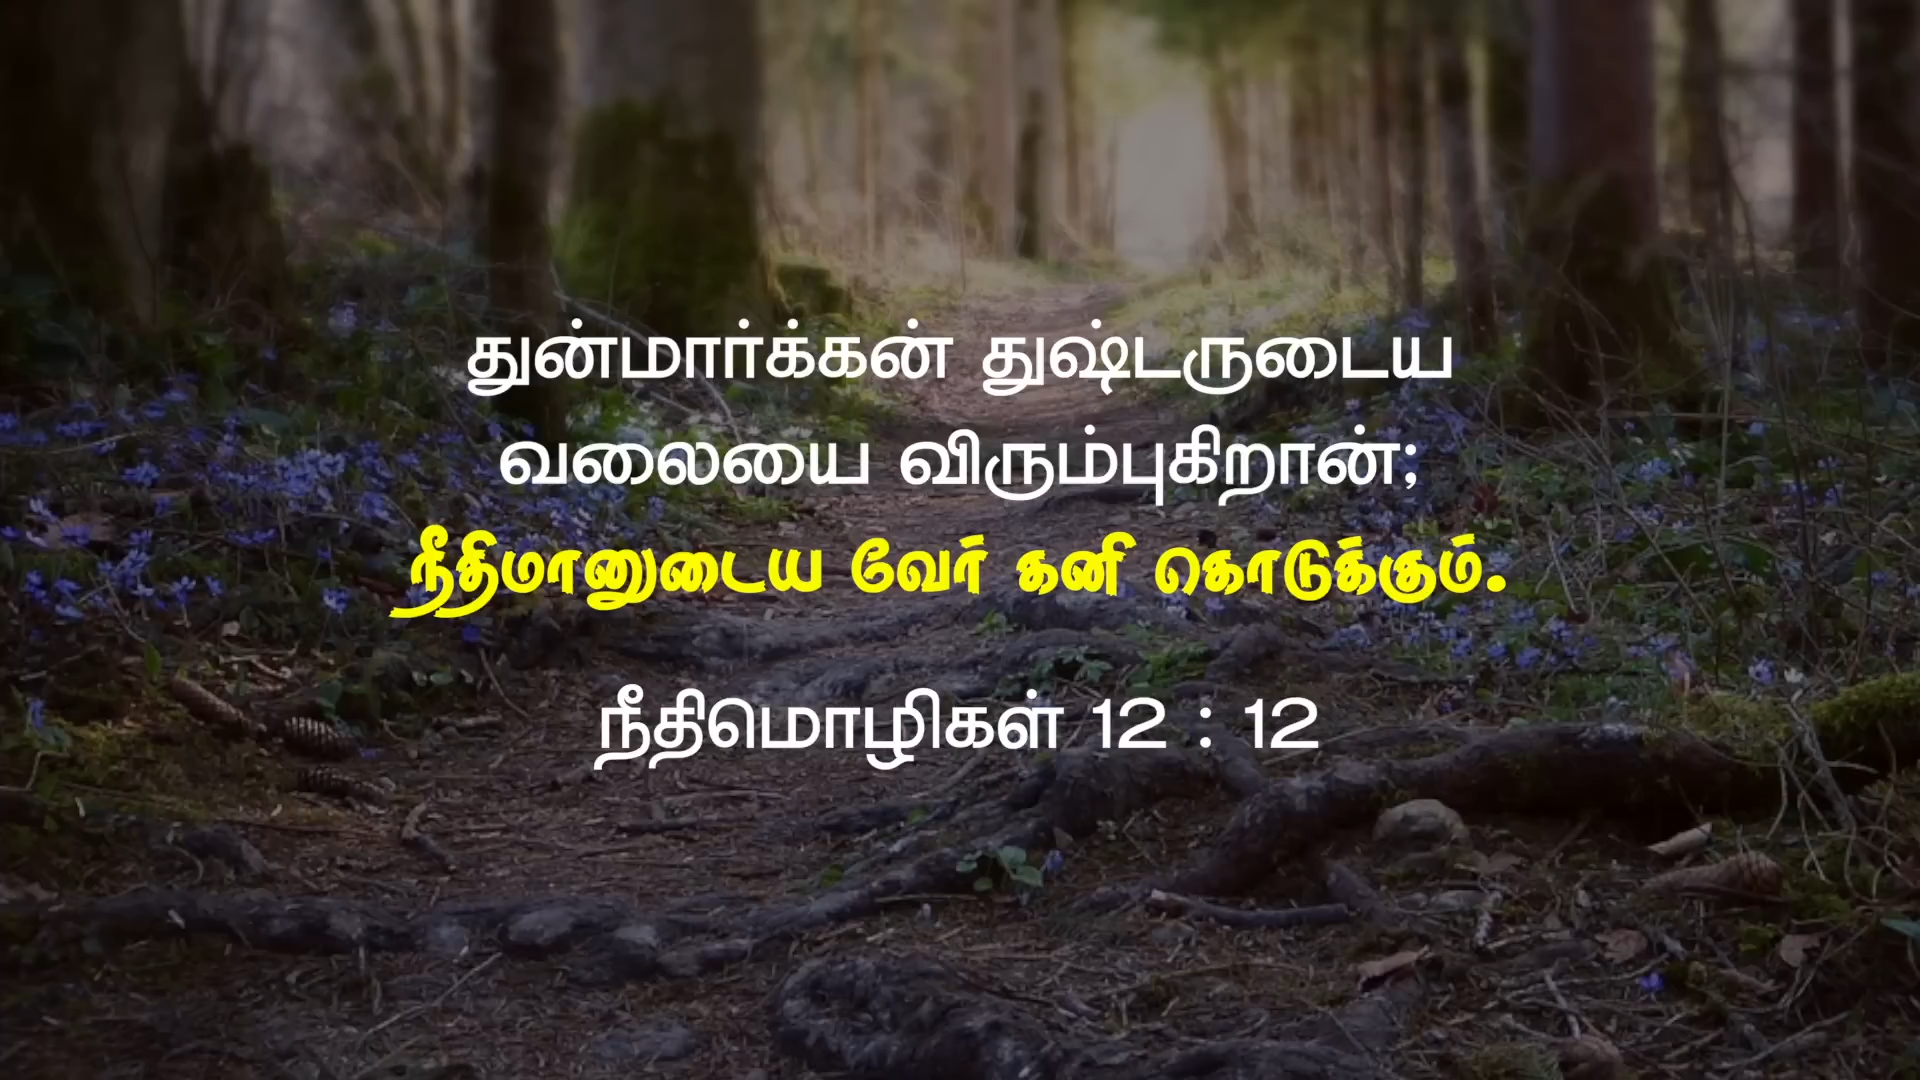 துன்மார்க்கன் துஷ்டருடைய
வலையை விரும்புகிறான்;
நீதிமானுடைய வேர் கனி கொடுக்கும்.
நீதிமொழிகள் 12 : 12